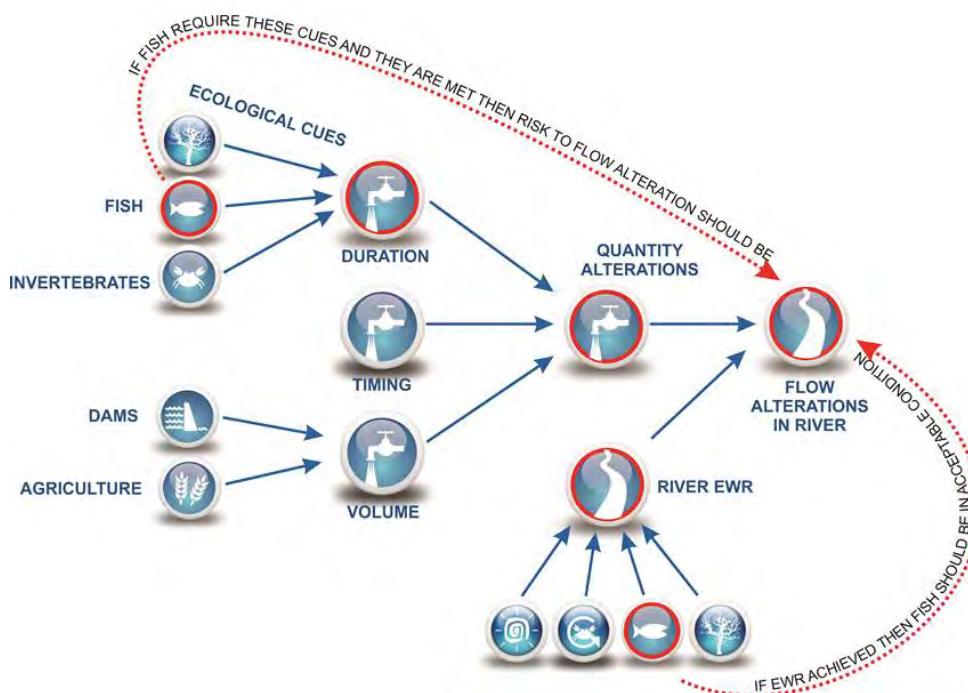 IF FISH REQUIRE THESE CUES AND THEY ARE MET THEN RISK TO FLOW ALTERATION SHOULD BE
ECOLOGICAL CUES
FISH
INVERTEBRATES
DURATION
QUANTITY
ALTERATIONS
TIMING
FLOW
ALTERATIONS
IN RIVER
DAMS
AGRICULTURE
VOLUME
RIVER EWR
IF EWR ACHIEVED THEN FISH SHOULD BE IN ACCEPTABLE CONDITION